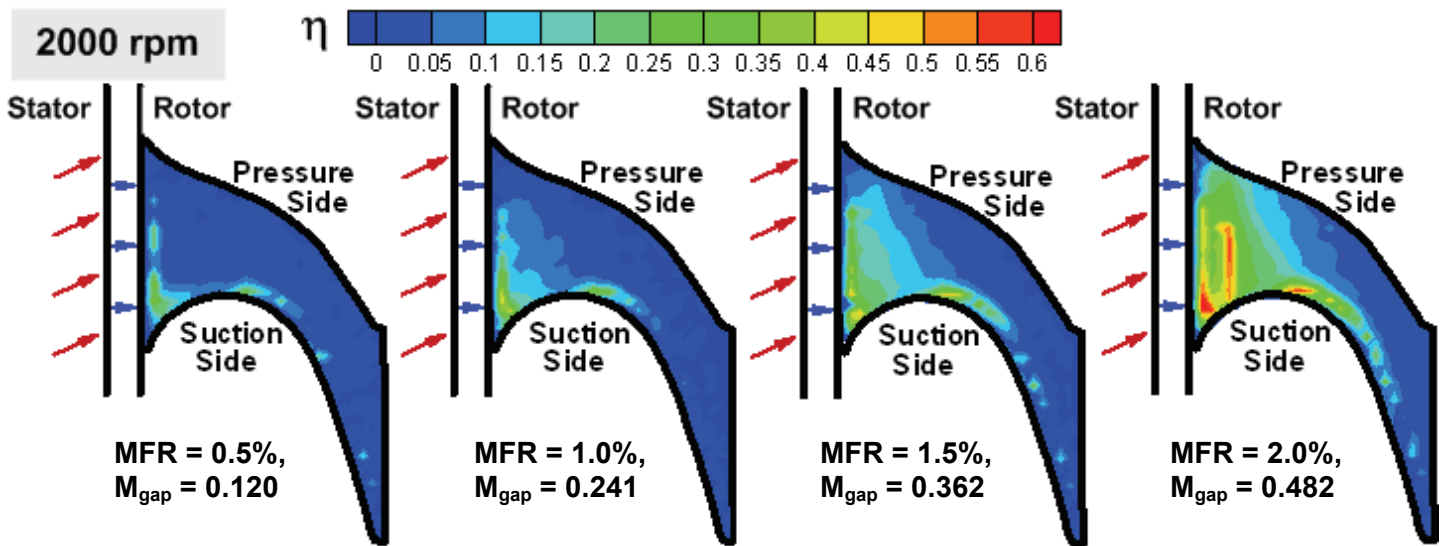 2000 rpm
η
0 0.05 0.1 0.15 0.2 0.25 0.3 0.35 0.4 0.45 0.5 0.55 0.6
Stator Rotor
Pressure
Side
Suction
Side
MFR = 0.5%,
Mgap = 0.120
Stator Rotor
Pressure
Side
Suction
Side
MFR = 1.0%,
Mgap = 0.241
Stator Rotor
Pressure
Side
Suction
Side
MFR = 1.5%,
Mgap = 0.362
Stator Rotor
Pressure
Side
Suction
Side
MFR = 2.0%,
Mgap = 0.482